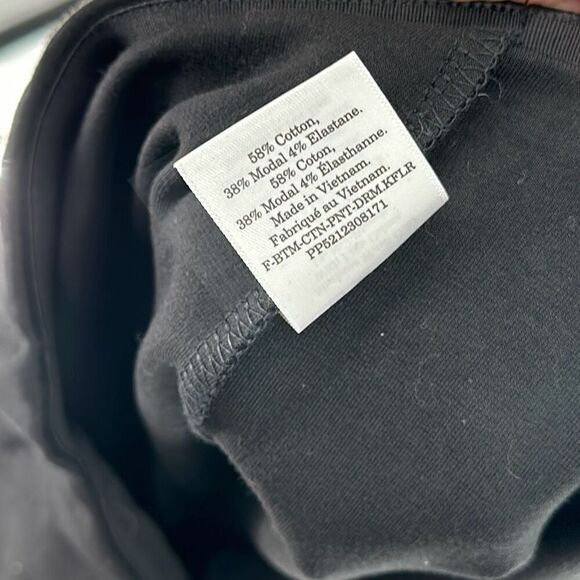 58% Cotton,
38% Modal 4% Elastane.
58% Coton,
38% Modal 4% Élasthanne.
Made in Vietnam.
Fabriqué au Vietnam.
F-BTM-CTN-PNT-DRM.KFLR
PP5212308171